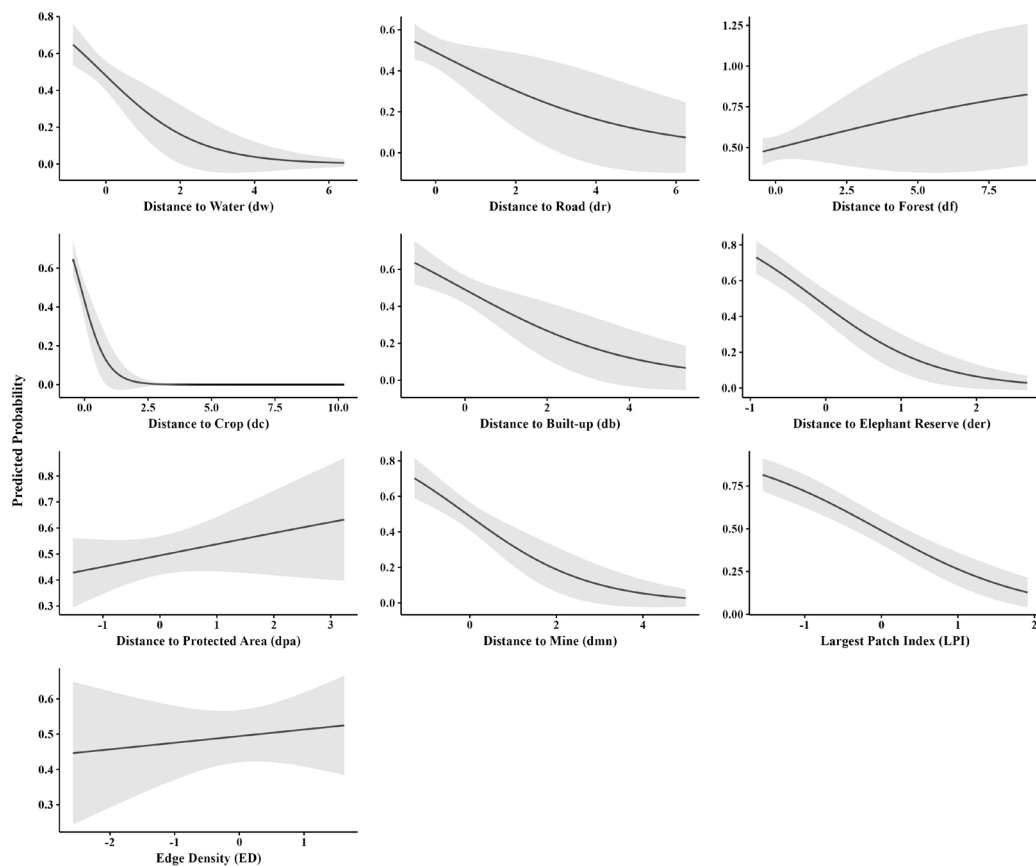 0.8
0.6
0.4
0.2
0.0
0 2 4 6
Distance to Water (dw)
0.6
0.4
0.2
0.0
0 2 4 6
Distance to Road (dr)
1.25
1.00
0.75
0.50
0.0 2.5 5.0 7.5
Distance to Forest (df)
0.6
0.4
0.2
0.0
0.0 2.5 5.0 7.5 10.0
Distance to Crop (dc)
0.6
0.4
0.2
0.0
0 2 4
Distance to Built-up (db)
0.8
0.6
0.4
0.2
0.0
-1 0 1 2
Distance to Elephant Reserve (der)
Predicted Probability
0.8
0.7
0.6
0.5
0.4
0.3
-1 0 1 2 3
Distance to Protected Area (dpa)
0.8
0.6
0.4
0.2
0.0
0 2 4
Distance to Mine (dmn)
0.75
0.50
0.25
0.00
-1 0 1 2
Largest Patch Index (LPI)
0.6
0.5
0.4
0.3
-2 -1 0 1
Edge Density (ED)